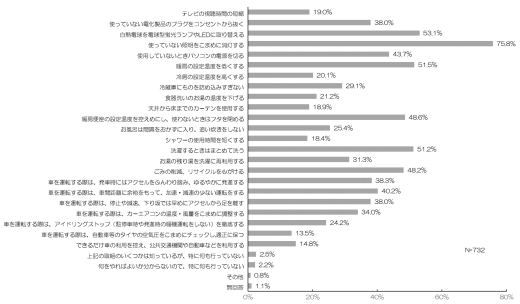 テレビの視聴時間の短縮 19.0%
使っていない電化製品のプラグをコンセントから抜く 38.0%
白熱電球を電球型蛍光ランプやLEDに取り替える 53.1%
使っていない照明をこまめに消灯する 75.8%
使用していないときパソコンの電源を切る 43.7%
暖房の設定温度を低くする 51.5%
冷房の設定温度を高くする 20.1%
冷蔵庫にものを詰め込みすぎない 29.1%
食器洗いのお湯の温度を下げる 21.2%
天井から床までのカーテンを使用する 18.9%
暖房便座の設定温度を控えめにし、使わないときはフタを閉める 48.6%
お風呂は間隔をおかずに入り、追い炊きをしない 25.4%
シャワーの使用時間を短くする 18.4%
洗濯するときはまとめて洗う 51.2%
お湯の残り湯を洗濯に再利用する 31.3%
ごみの削減、リサイクルを心がける 48.2%
車を運転する際は、発車時にはアクセルをふんわり踏み、ゆるやかに発進する 38.3%
車を運転する際は、車間距離に余裕をもって、加速・減速の少ない運転をする 40.2%
車を運転する際は、停止や減速、下り坂では早めにアクセルから足を離す 38.0%
車を運転する際は、カーエアコンの温度・風量をこまめに調整する 34.0%
車を運転する際は、アイドリングストップ（駐停車時や発進時の暖機運転をしない）を徹底する 24.2%
車を運転する際は、自動車等のタイヤの空気圧をこまめにチェックし適正に保つ 13.5%
できるだけ車の利用を控え、公共交通機関や自動車などを利用する 14.8%
上記の取組のいくつかは知っているが、特に何も行っていない 2.5%
何をやればよいか分からないので、特に何も行っていない 2.2%
その他 0.8%
無回答 1.1%
N=732
0% 20% 40% 60% 80%